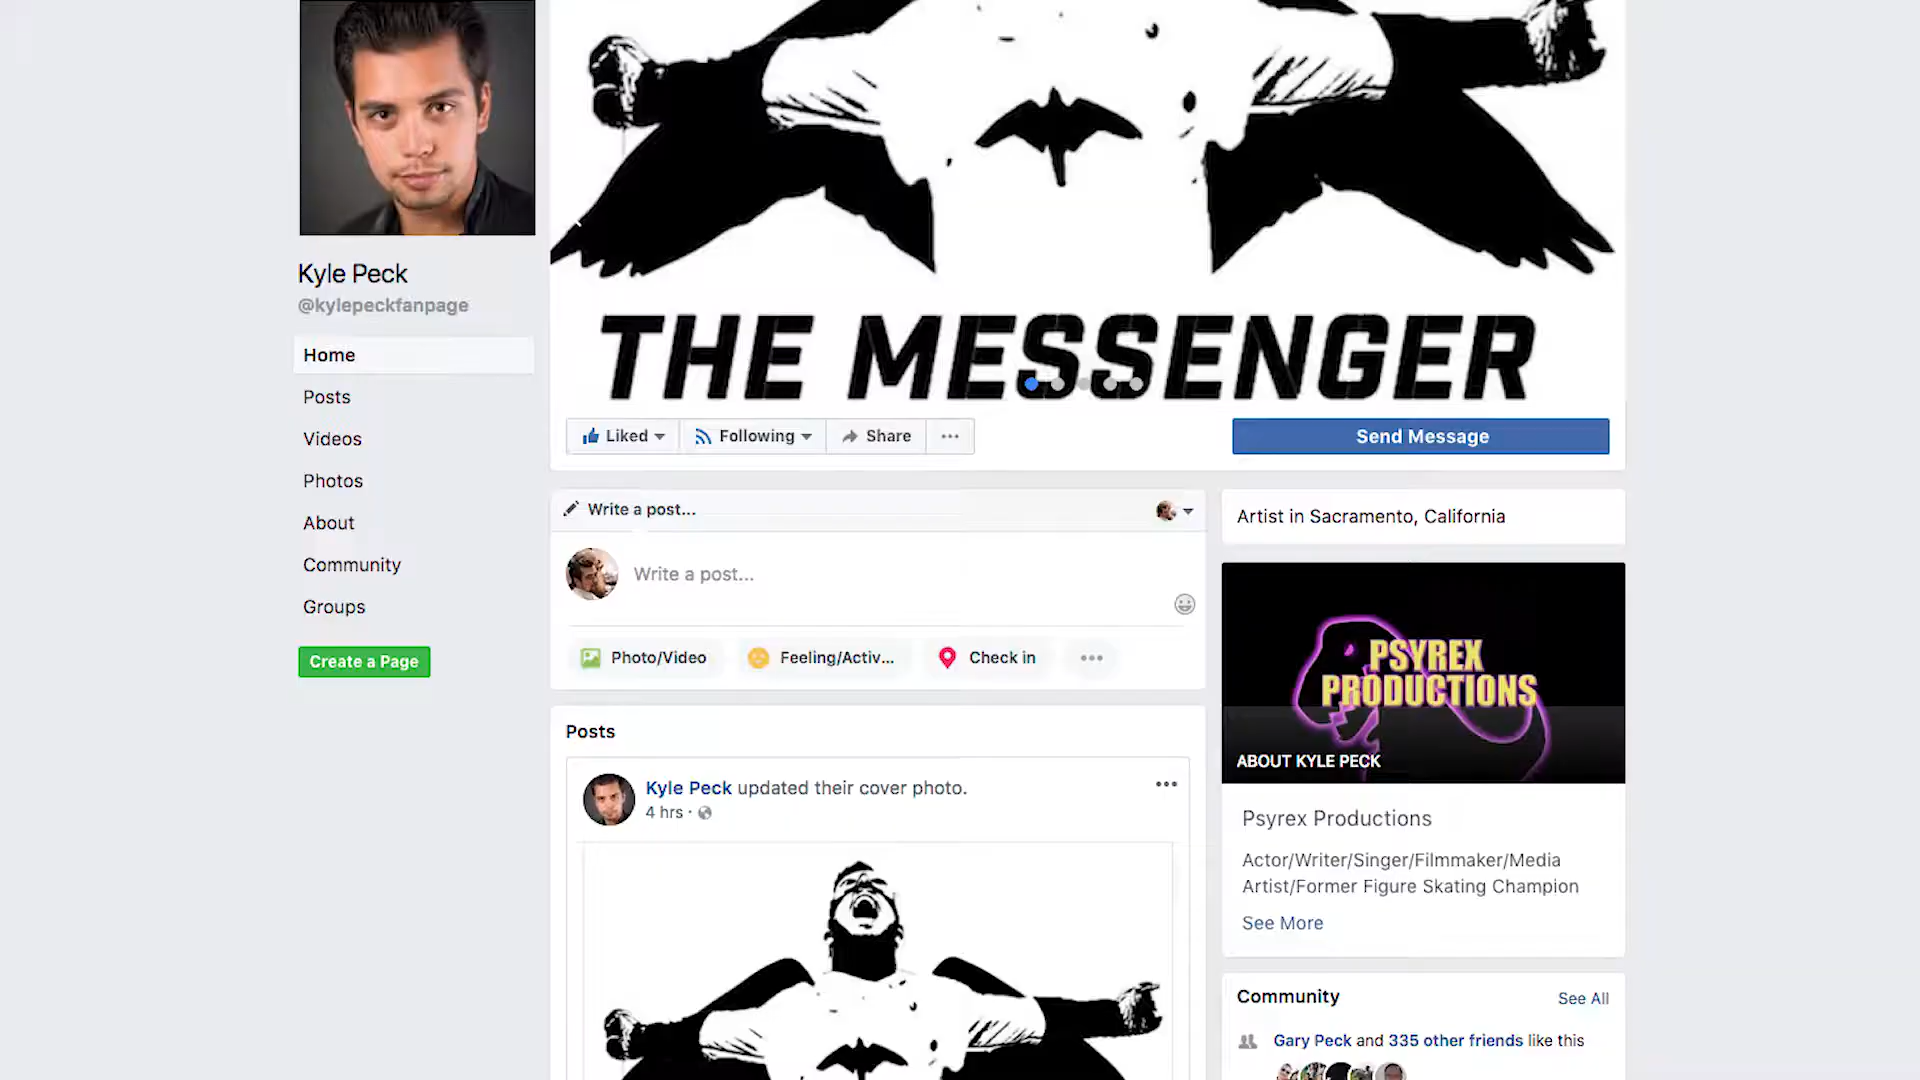 Kyle Peck
@kylepeckfanpage
Home
Posts
Videos
Photos
About
Community
Groups
Create a Page
THE MESSENGER
Liked
Following
Share
Send Message
Write a post...
Write a post...
Photo/Video
Feeling/Activ...
Check in
Posts
Kyle Peck updated their cover photo.
4 hrs ·
Artist in Sacramento, California
PSYREX
PRODUCTIONS
ABOUT KYLE PECK
Psyrex Productions
Actor/Writer/Singer/Filmmaker/Media
Artist/Former Figure Skating Champion
See More
Community
See All
Gary Peck and 335 other friends like this